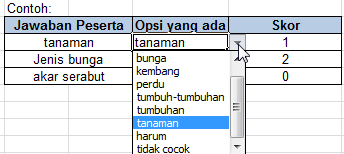 Contoh:
Jawaban Peserta Opsi yang ada Skor
tanaman tanaman 1
Jenis bunga bunga 2
kembang
akar serabut perdu 0
tumbuh-tumbuhan
tumbuhan
tanaman
harum
tidak cocok